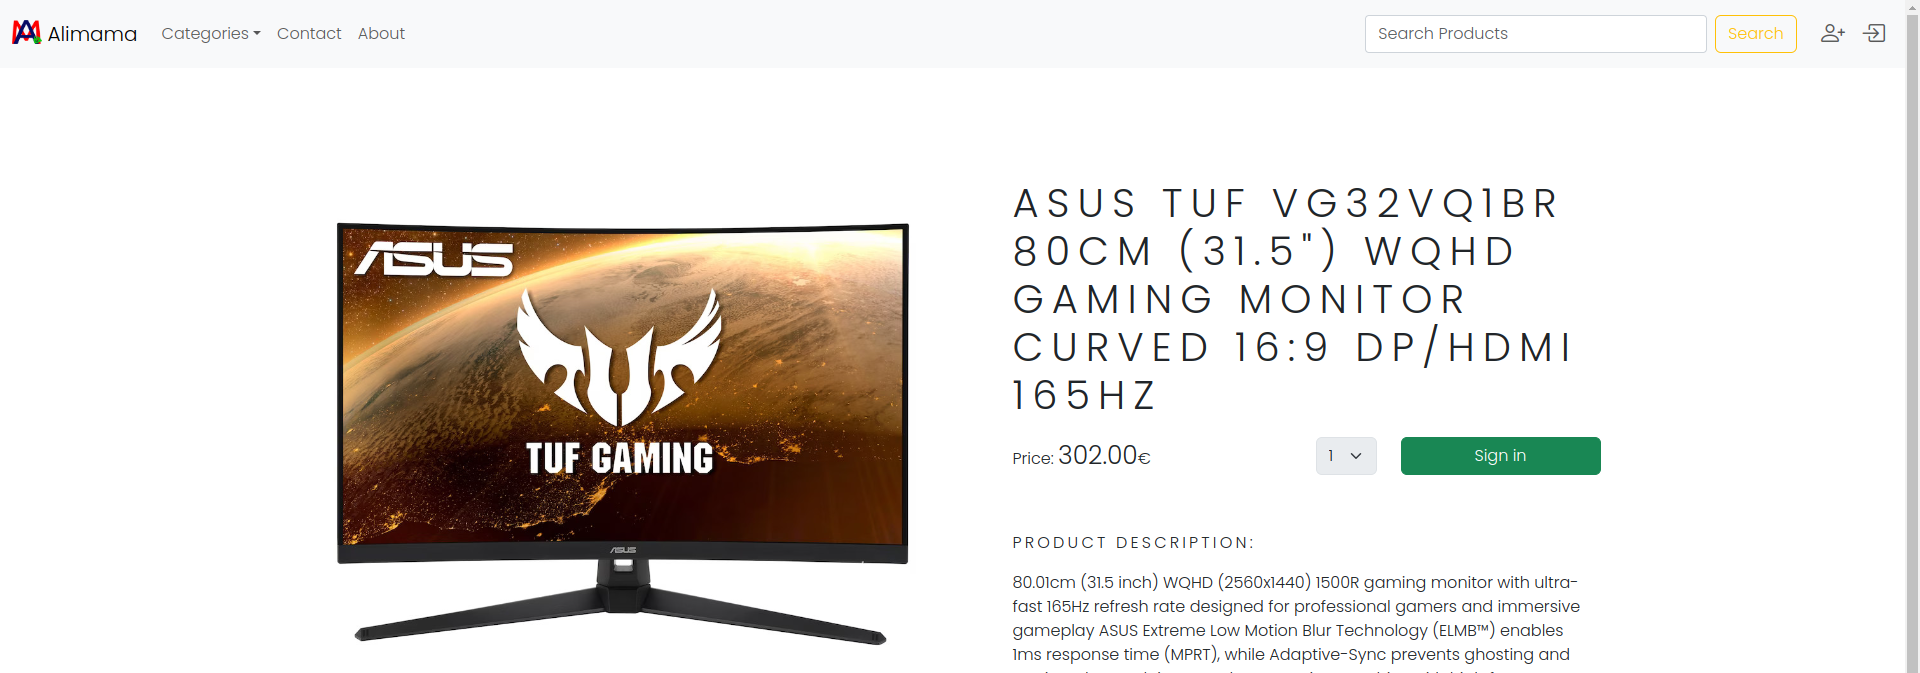 Alimama Categories Contact About Search Products Search
ASUS TUF VG32VQ1BR
80CM (31.5") WQHD
GAMING MONITOR
CURVED 16:9 DP/HDMI
165HZ
ASUS
TUF GAMING
ASUS
Price: 302.00€ 1 Sign in
PRODUCT DESCRIPTION:
80.01cm (31.5 inch) WQHD (2560x1440) 1500R gaming monitor with ultra-
fast 165Hz refresh rate designed for professional gamers and immersive
gameplay ASUS Extreme Low Motion Blur Technology (ELMB™) enables
1ms response time (MPRT), while Adaptive-Sync prevents ghosting and